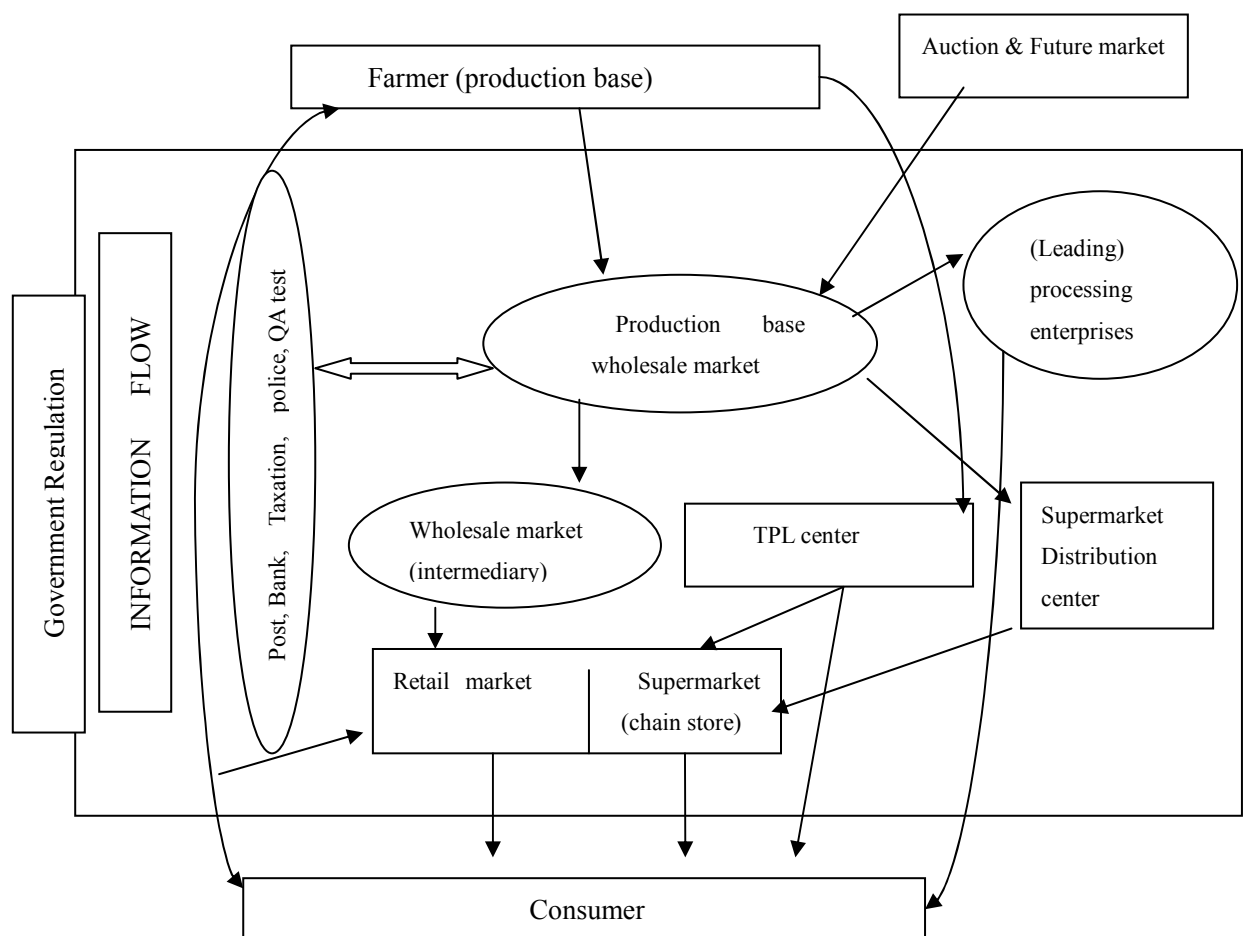 Auction & Future market
Farmer (production base)
(Leading)
processing
enterprises
Production base
wholesale market
Government Regulation
INFORMATION FLOW
Post, Bank, Taxation, police, QA test
Wholesale market
(intermediary)
TPL center
Supermarket
Distribution
center
Retail market
Supermarket
(chain store)
Consumer